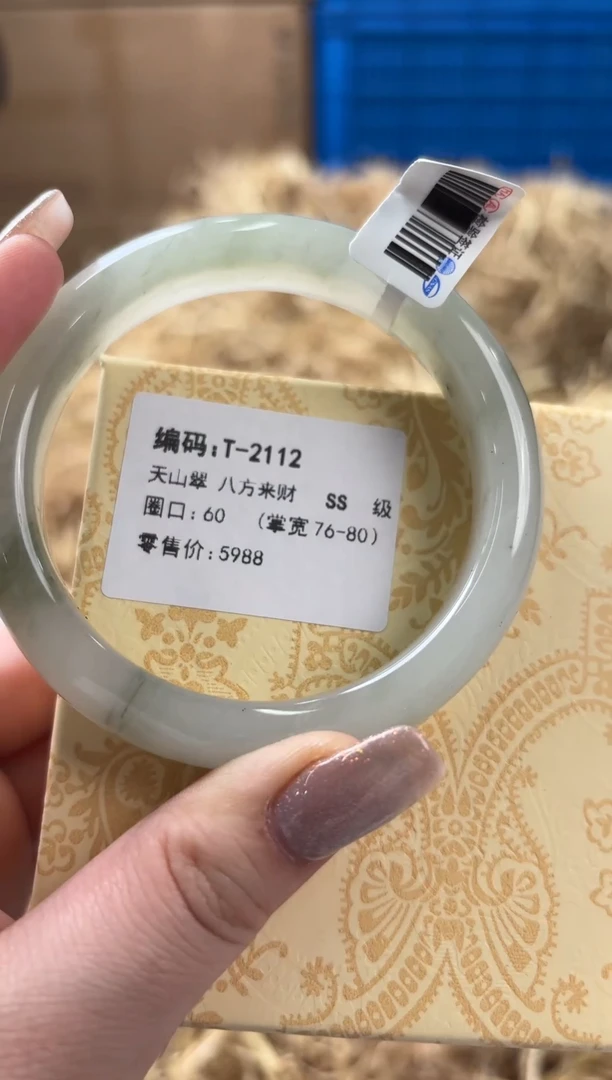 编码:T-2112
天山翠 八方来财 SS 级
圈口:60 (掌宽76-80)
零售价:5988